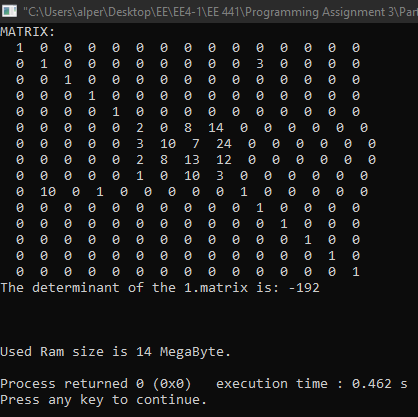 "C:\Users\alper\Desktop\EE\EE4-1\EE 441\Programming Assignment 3\Part
MATRIX:
1 0 0 0 0 0 0 0 0 0 0 0 0 0 0
0 1 0 0 0 0 0 0 0 0 3 0 0 0 0
0 0 1 0 0 0 0 0 0 0 0 0 0 0 0
0 0 0 1 0 0 0 0 0 0 0 0 0 0 0
0 0 0 0 1 0 0 0 0 0 0 0 0 0 0
0 0 0 0 0 2 0 8 14 0 0 0 0 0 0
0 0 0 0 0 3 10 7 24 0 0 0 0 0 0
0 0 0 0 0 2 8 13 12 0 0 0 0 0 0
0 0 0 0 0 1 0 10 3 0 0 0 0 0 0
0 10 0 1 0 0 0 0 0 1 0 0 0 0 0
0 0 0 0 0 0 0 0 0 0 1 0 0 0 0
0 0 0 0 0 0 0 0 0 0 0 1 0 0 0
0 0 0 0 0 0 0 0 0 0 0 0 1 0 0
0 0 0 0 0 0 0 0 0 0 0 0 0 1 0
0 0 0 0 0 0 0 0 0 0 0 0 0 0 1
The determinant of the 1.matrix is: -192
Used Ram size is 14 MegaByte.
Process returned 0 (0x0)   execution time : 0.462 s
Press any key to continue.